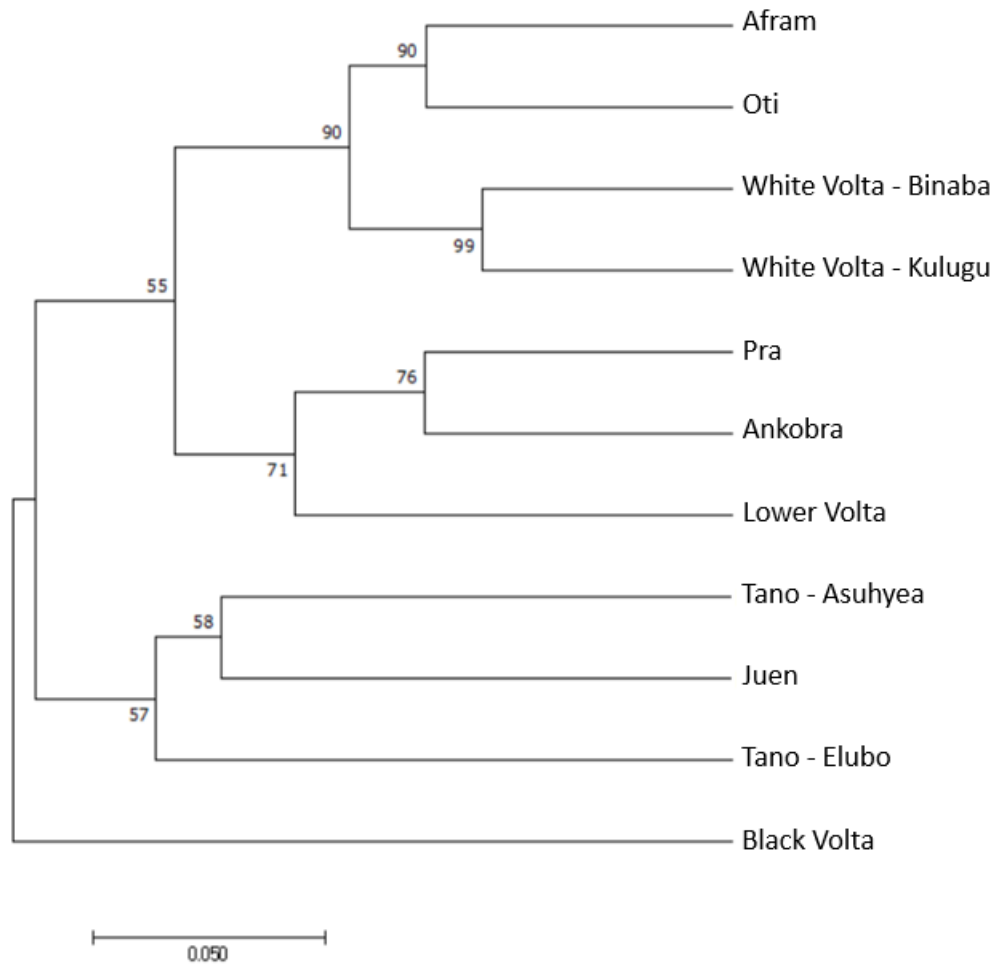 Afram
90
Oti
90
White Volta - Binaba
99
White Volta - Kulugu
55
Pra
76
Ankobra
71
Lower Volta
Tano - Asuhyea
58
Juen
57
Tano - Elubo
Black Volta
0.050